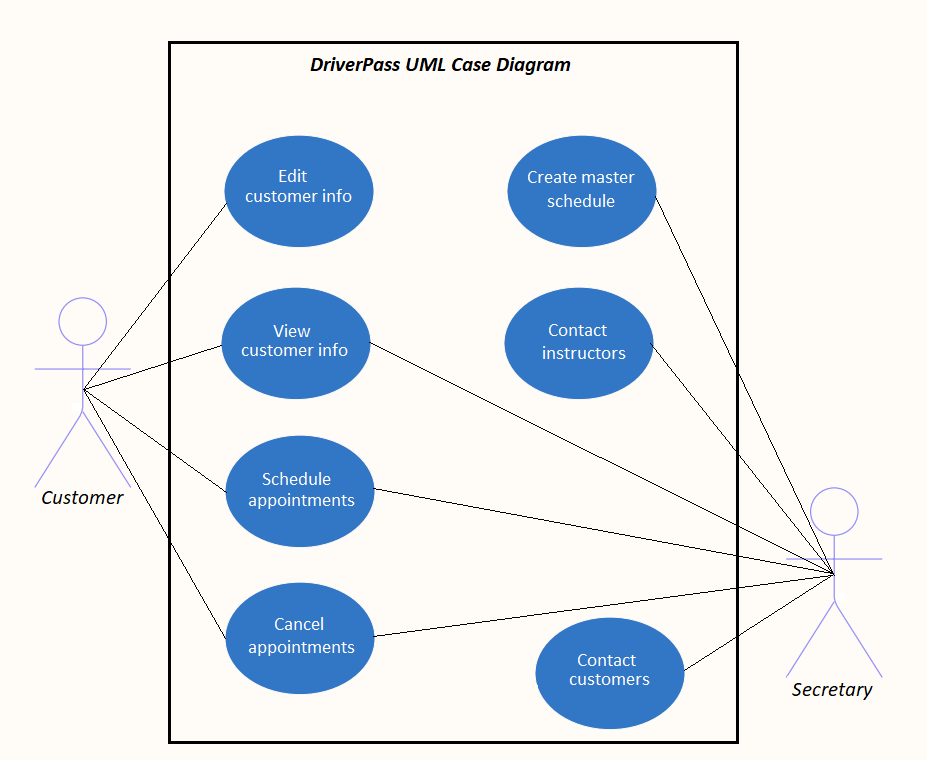 DriverPass UML Case Diagram
Edit
customer info
Create master
schedule
View
customer info
Contact
instructors
Schedule
appointments
Customer
Cancel
appointments
Contact
customers
Secretary